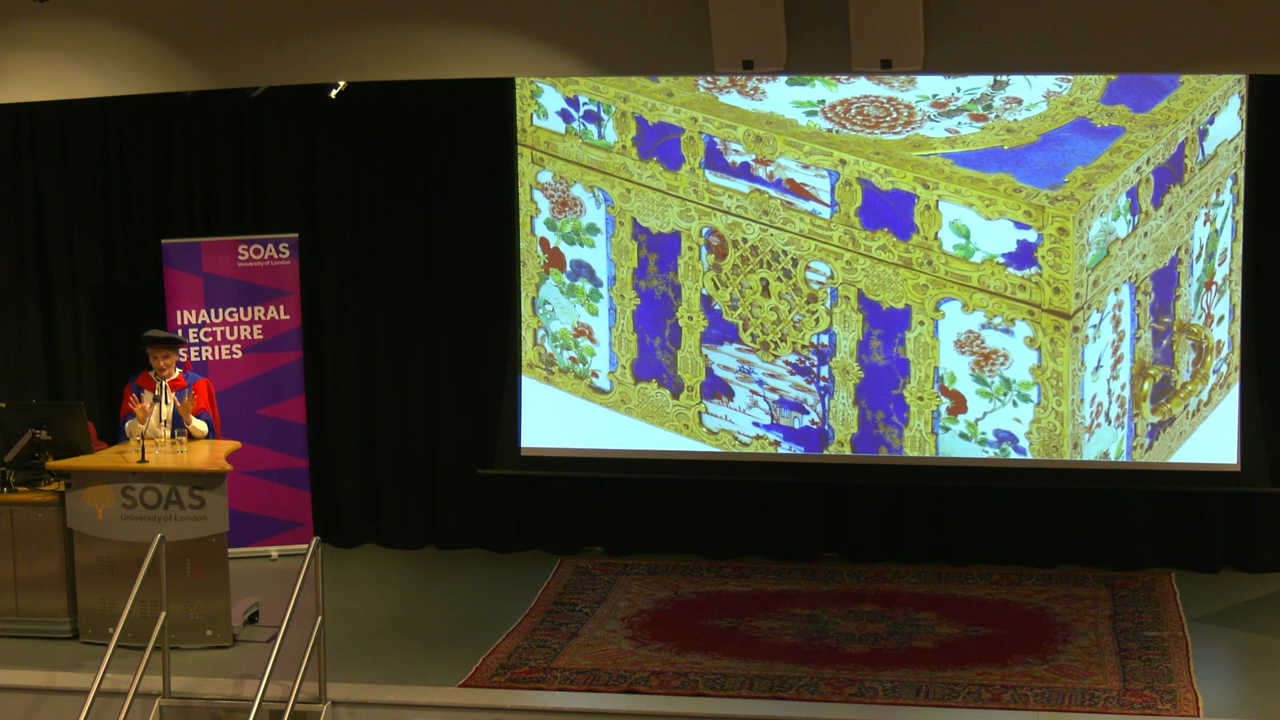 SOAS
University of London
INAUGURAL
LECTURE
SERIES
SOAS
University of London